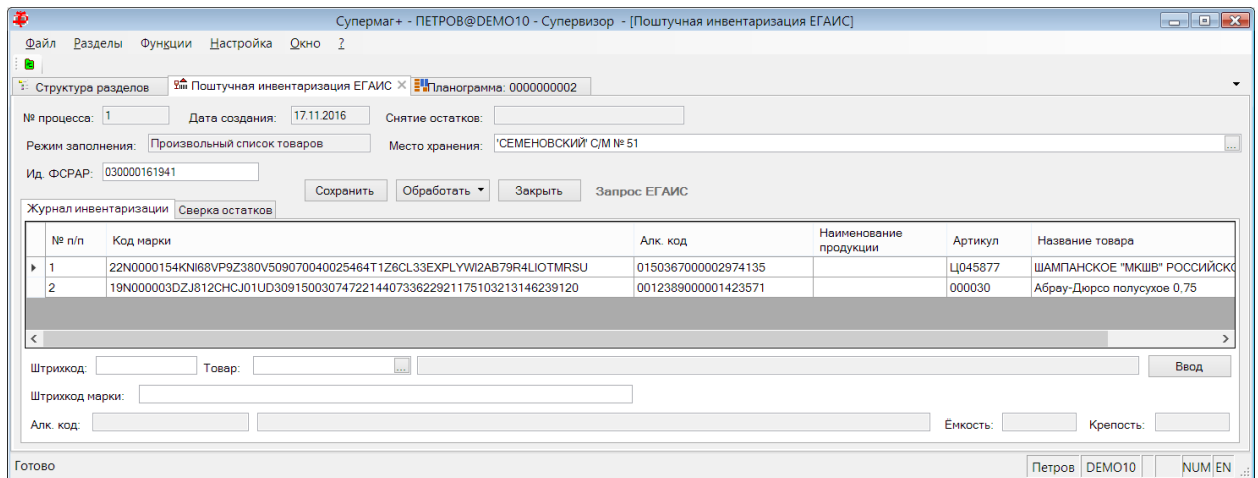 Супермаг+ - ПЕТРОВ@DEMO10 - Супервизор - [Поштучная инвентаризация ЕГАИС]
Файл Разделы Функции Настройка Окно ?
Структура разделов Поштучная инвентаризация ЕГАИС Планограмма: 0000000002
№ процесса: 1 Дата создания: 17.11.2016 Снятие остатков:
Режим заполнения: Произвольный список товаров Место хранения: 'СЕМЕНОВСКИЙ' С/М № 51 ...
Ид. ФСРАР: 030000161941
Сохранить Обработать Закрыть Запрос ЕГАИС
Журнал инвентаризации Сверка остатков
№ п/п Код марки Алк. код Наименование продукции Артикул Название товара
1 22N0000154KNI68VP9Z380V509070040025464T1Z6CL33EXPLYWI2AB79R4LIOTMRSU 0150367000002974135 Ц045877 ШАМПАНСКОЕ "МКШВ" РОССИЙСКО
2 19N000003DZJ812CHCJ01UD309150030747221440733622921175103213146239120 0012389000001423571 000030 Абрау-Дюрсо полусухое 0,75
Штрихкод: Товар: ... Ввод
Штрихкод марки:
Алк. код: Ёмкость: Крепость:
Готово Петров DEMO10 NUM EN